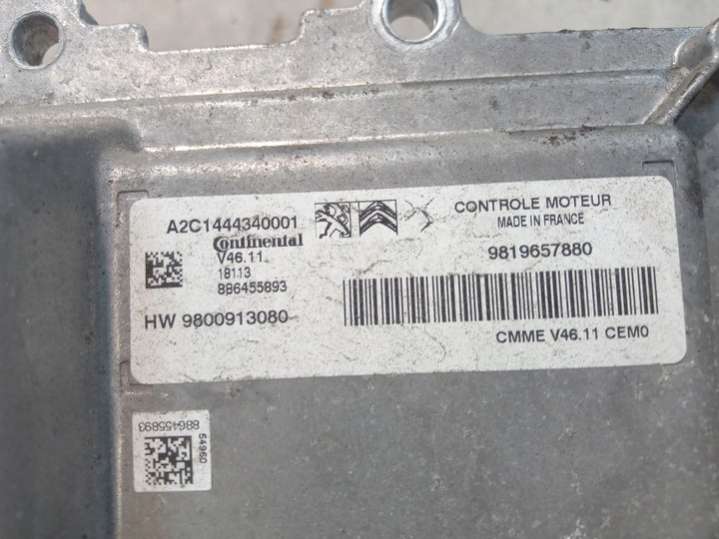 A2C1444340001
Continental
V46.11
18113
886455893
HW 9800913080
CONTROLE MOTEUR
MADE IN FRANCE
9819657880
CMME V46.11 CEM0
886455893
54960